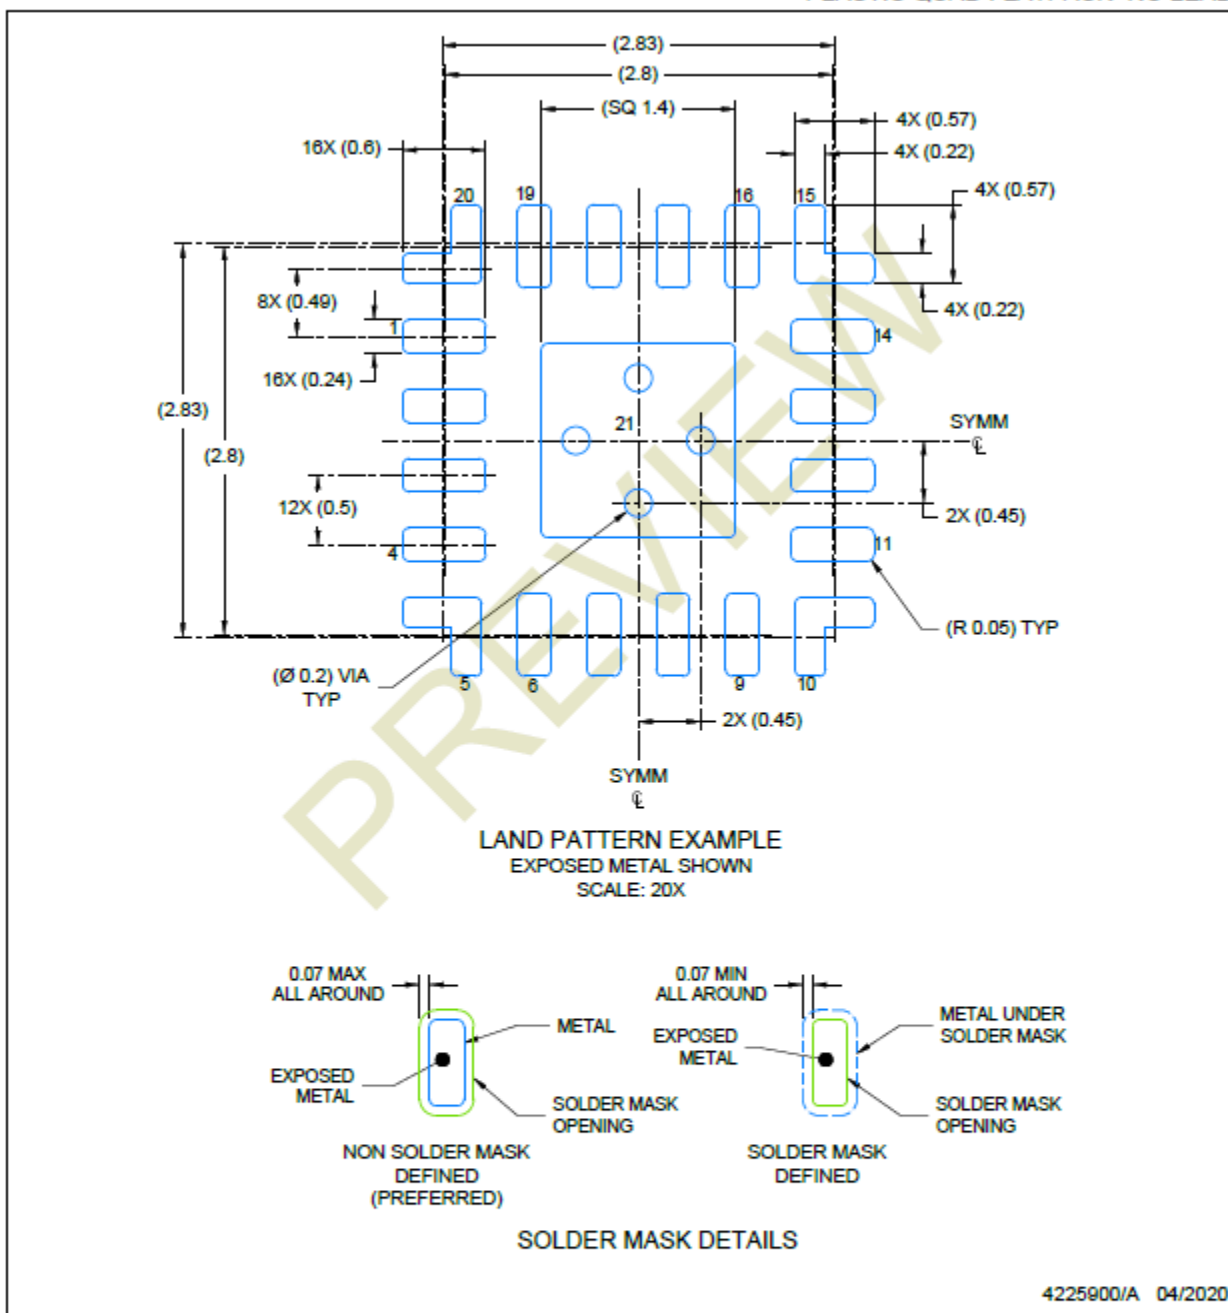 (2.83)
(2.8)
(SQ 1.4)
4X (0.57)
16X (0.6)
4X (0.22)
20
19
16
15
4X (0.57)
8X (0.49)
4X (0.22)
1
14
16X (0.24)
(2.83)
21
SYMM
(2.8)
12X (0.5)
2X (0.45)
4
11
(R 0.05) TYP
(Ø 0.2) VIA
TYP
5
6
9
10
2X (0.45)
SYMM
PREVIEW
LAND PATTERN EXAMPLE
EXPOSED METAL SHOWN
SCALE: 20X
0.07 MAX
ALL AROUND
METAL
EXPOSED
METAL
SOLDER MASK
OPENING
NON SOLDER MASK
DEFINED
(PREFERRED)
0.07 MIN
ALL AROUND
EXPOSED
METAL
METAL UNDER
SOLDER MASK
SOLDER MASK
OPENING
SOLDER MASK
DEFINED
SOLDER MASK DETAILS
4225900/A 04/2020